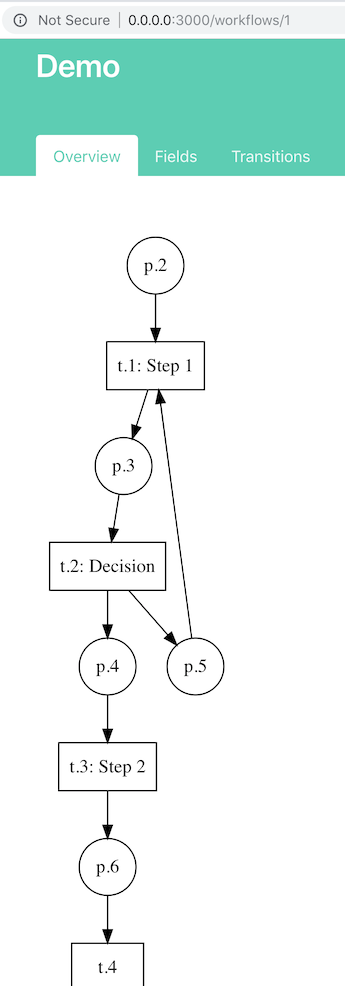 Not Secure | 0.0.0.0:3000/workflows/1
Demo
Overview Fields Transitions
p.2
t.1: Step 1
p.3
t.2: Decision
p.4 p.5
t.3: Step 2
p.6
t.4